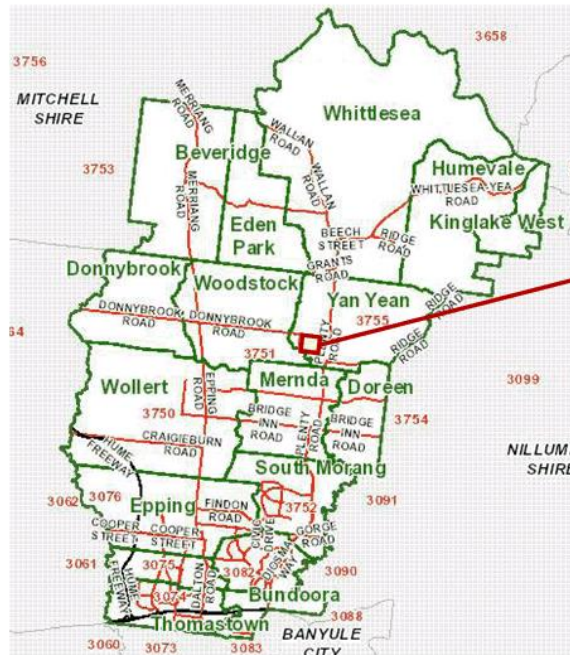 3658
3756
MITCHELL
SHIRE
MERRIANG
ROAD
WALLAN
ROAD
Whittlesea
3753
Beveridge
WALLAN
ROAD
Humevale
WHITTLESEA-YEA
ROAD
MERRIANG
ROAD
Kinglake West
Eden
Park
BEECH
STREET
RIDGE
ROAD
GRANTS
ROAD
Donnybrook
Woodstock
Yan Yean
RIDGE
ROAD
DONNYBROOK
ROAD
DONNYBROOK
ROAD
3755
64
3751
PLENTY
ROAD
RIDGE
ROAD
Wollert
EPPING
ROAD
Mernda
Doreen
3099
3750
BRIDGE
INN
ROAD
BRIDGE
INN
ROAD
3754
CRAIGIEBURN
ROAD
PLENTY
ROAD
HUME
FREEWAY
South Morang
NILLUM
SHIRE
3062
3076
Epping
FINDON
ROAD
3752
3091
COOPER
STREET
COOPER
STREET
CIVIC
DRIVE
GORGE
ROAD
3061
3075
3082
3090
HUME
FREEWAY
3074
DALTON
ROAD
Bundoora
3088
Thomastown
3060
3073
3083
BANYULE
CITY